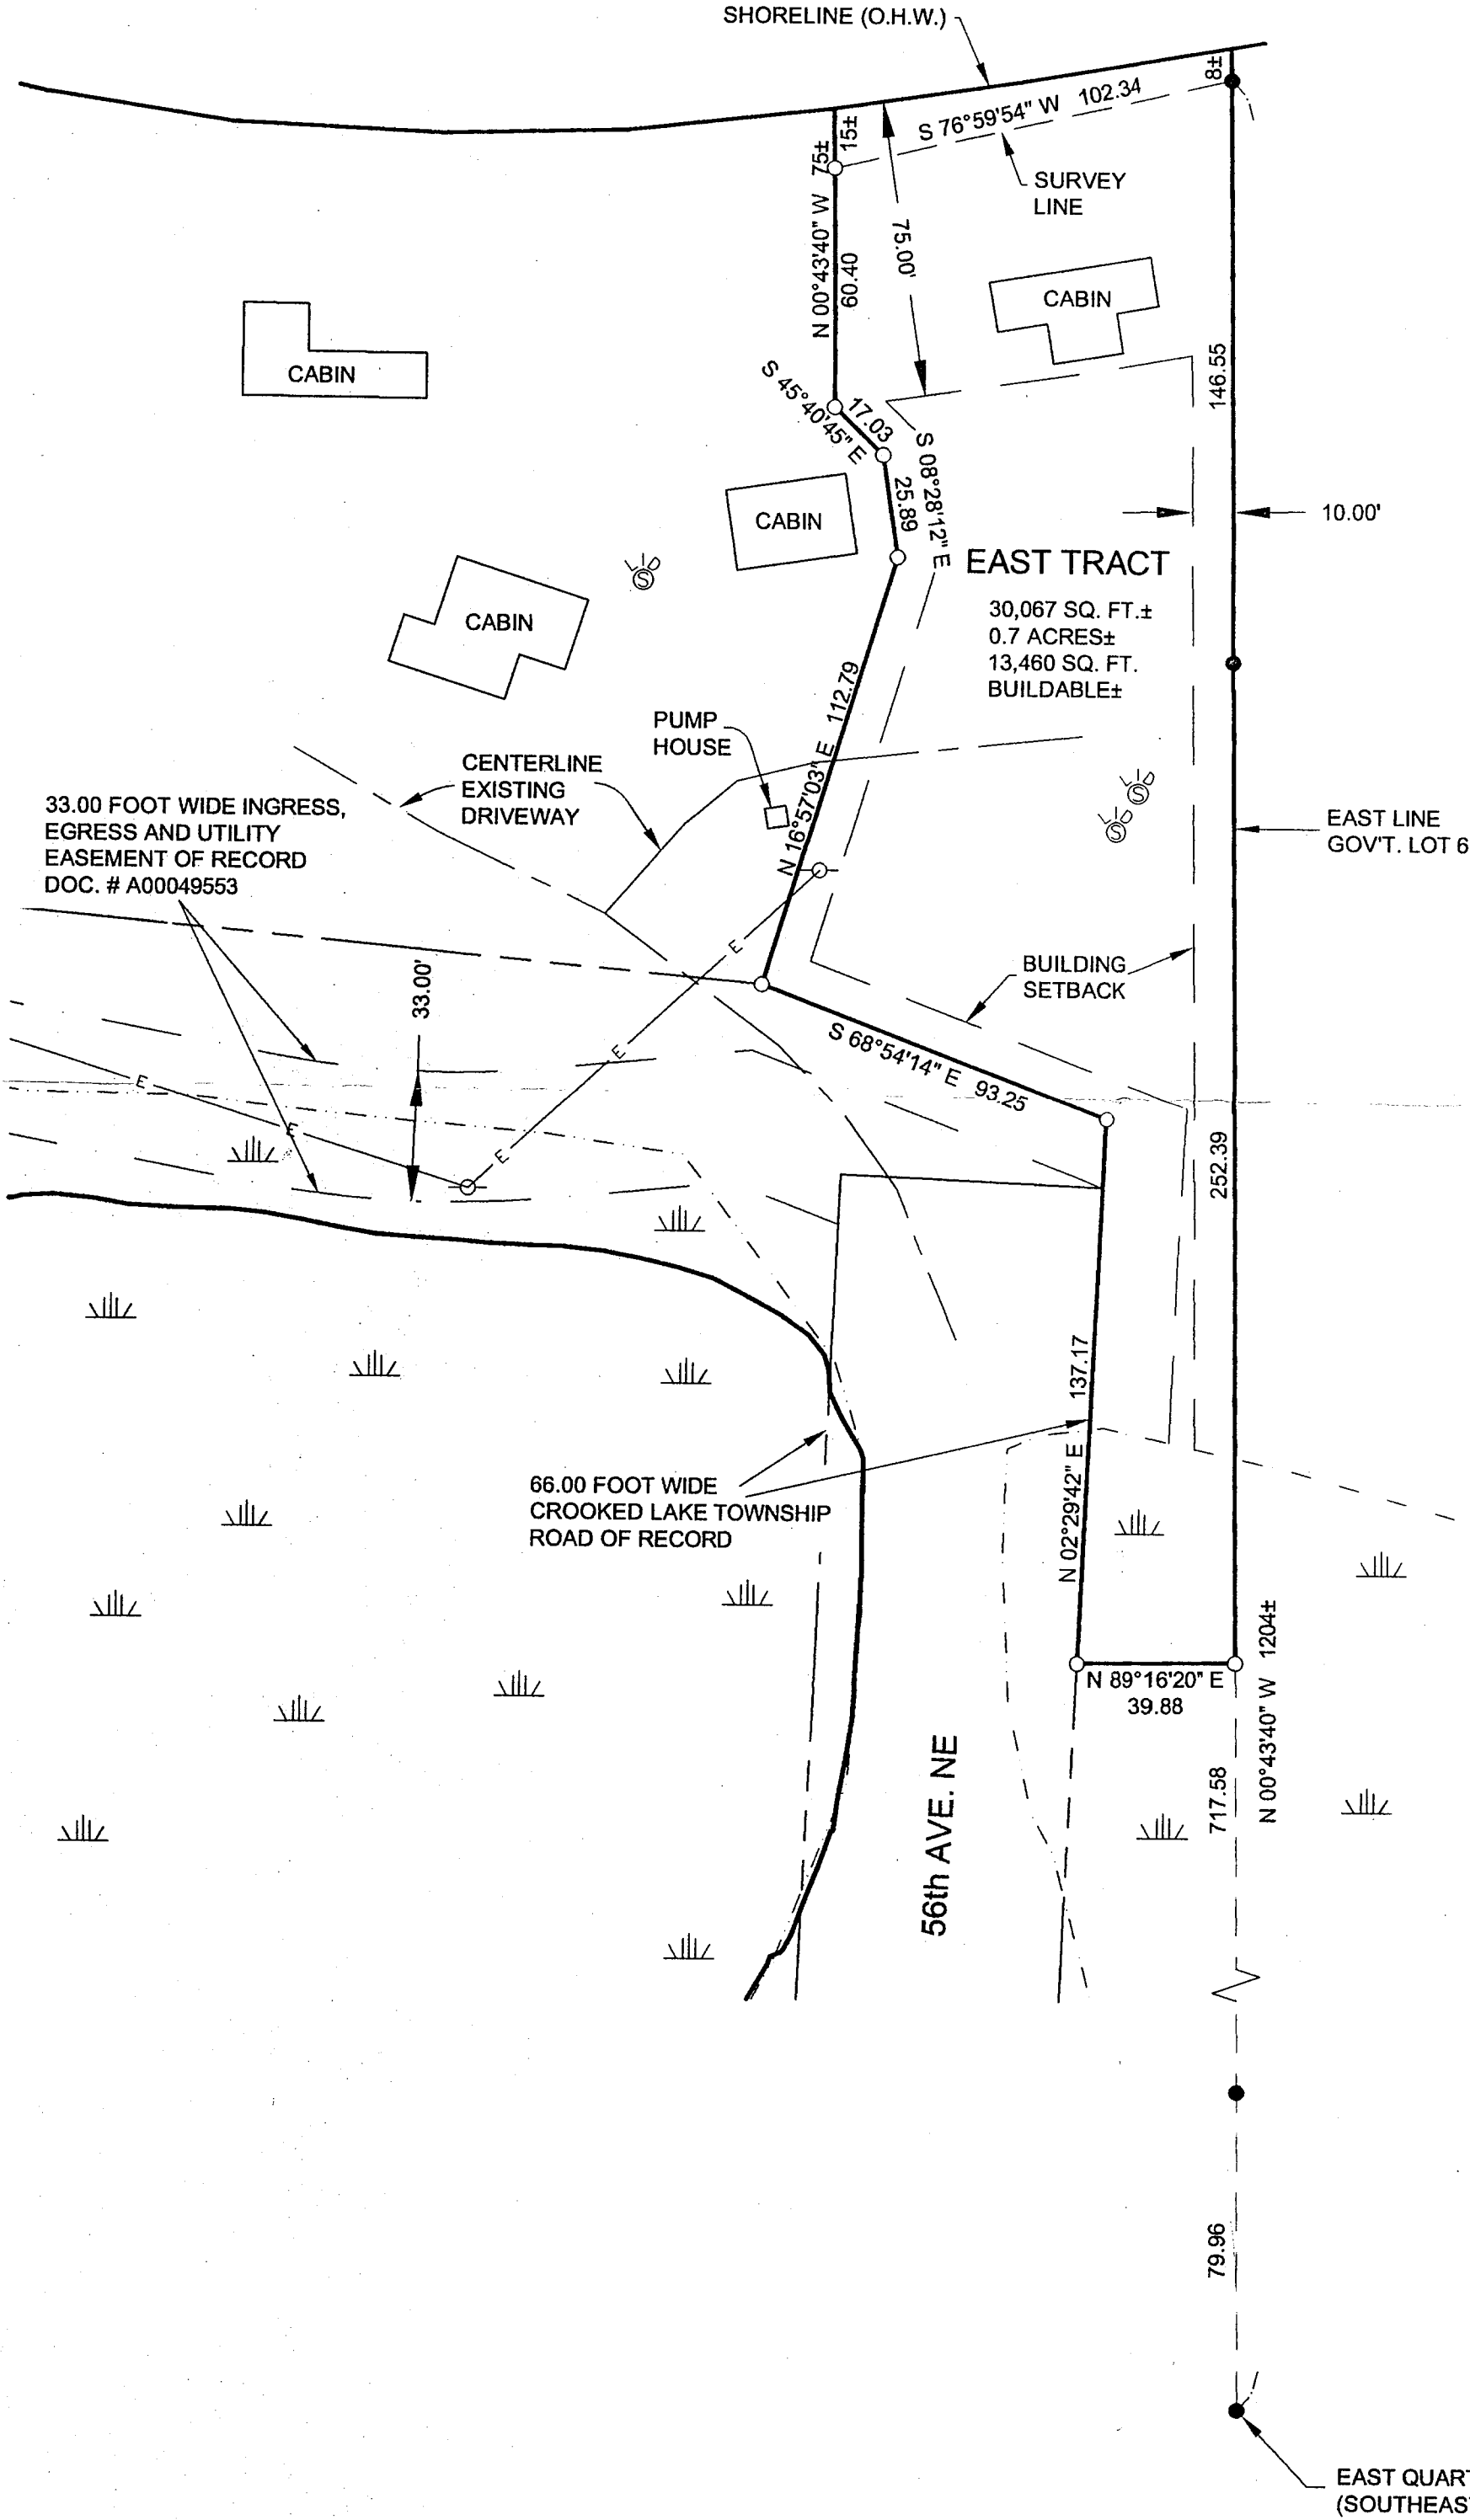 SHORELINE (O.H.W.)
8±
S 76°59'54" W 102.34
15±
75±
SURVEY
LINE
N 00°43'40" W
60.40
75.00'
CABIN
CABIN
146.55
S 45°40'45" E
17.03
S 08°28'12" E
25.89
CABIN
10.00'
EAST TRACT
LID
S
30,067 SQ. FT.±
0.7 ACRES±
13,460 SQ. FT.
BUILDABLE±
CABIN
N 16°57'03" E 112.79
PUMP
HOUSE
CENTERLINE
EXISTING
DRIVEWAY
LID
S
LID
S
33.00 FOOT WIDE INGRESS,
EGRESS AND UTILITY
EASEMENT OF RECORD
DOC. # A00049553
EAST LINE
GOV'T. LOT 6
E
33.00'
BUILDING
SETBACK
S 68°54'14" E 93.25
E
E
E
E
252.39
N 02°29'42" E 137.17
66.00 FOOT WIDE
CROOKED LAKE TOWNSHIP
ROAD OF RECORD
N 89°16'20" E
39.88
N 00°43'40" W 1204±
717.58
56th AVE. NE
79.96
EAST QUAR
(SOUTHEAS